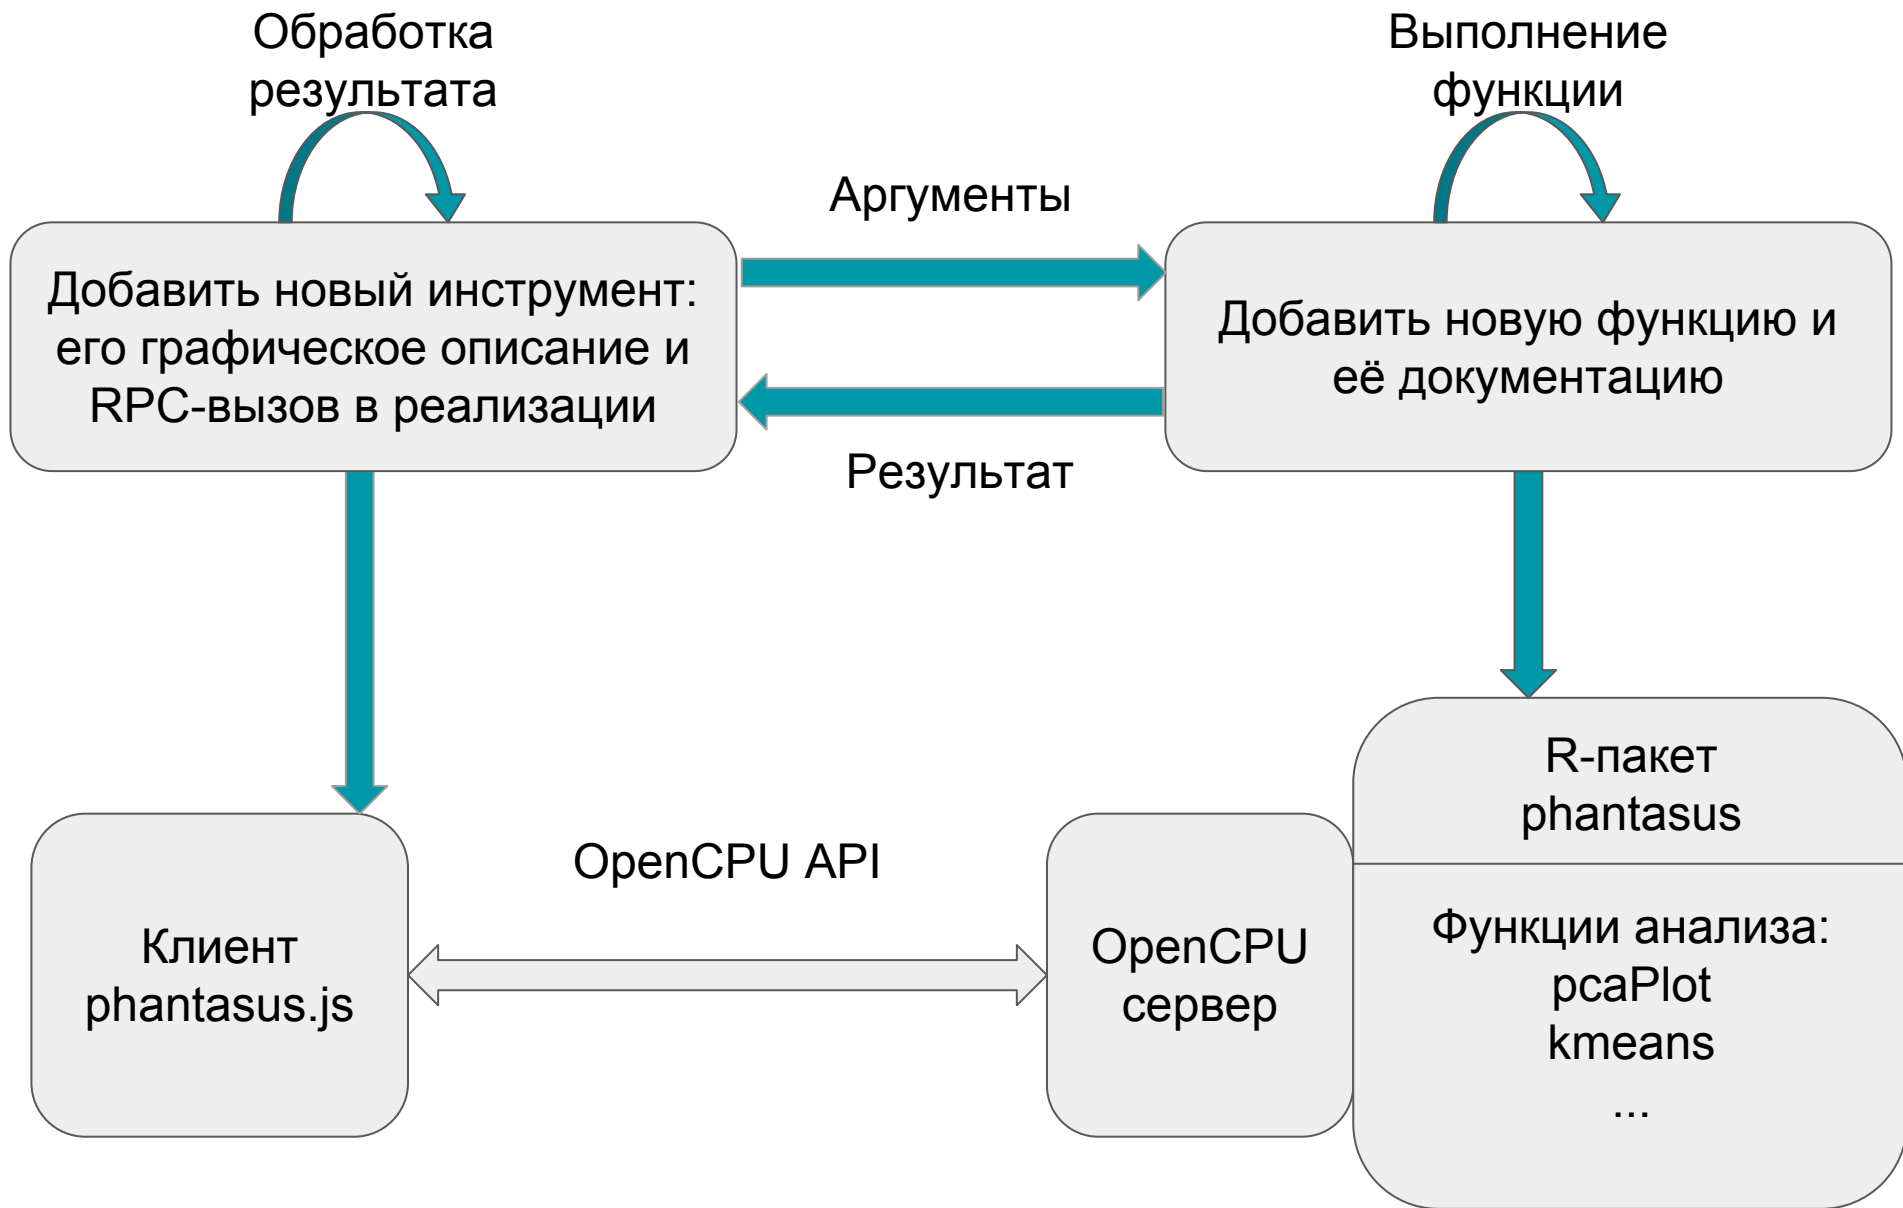 Обработка
результата
Выполнение
функции
Аргументы
Добавить новый инструмент:
его графическое описание и
RPC-вызов в реализации
Добавить новую функцию и
её документацию
Результат
R-пакет
phantasus
OpenCPU API
Клиент
phantasus.js
OpenCPU
сервер
Функции анализа:
pcaPlot
kmeans
...